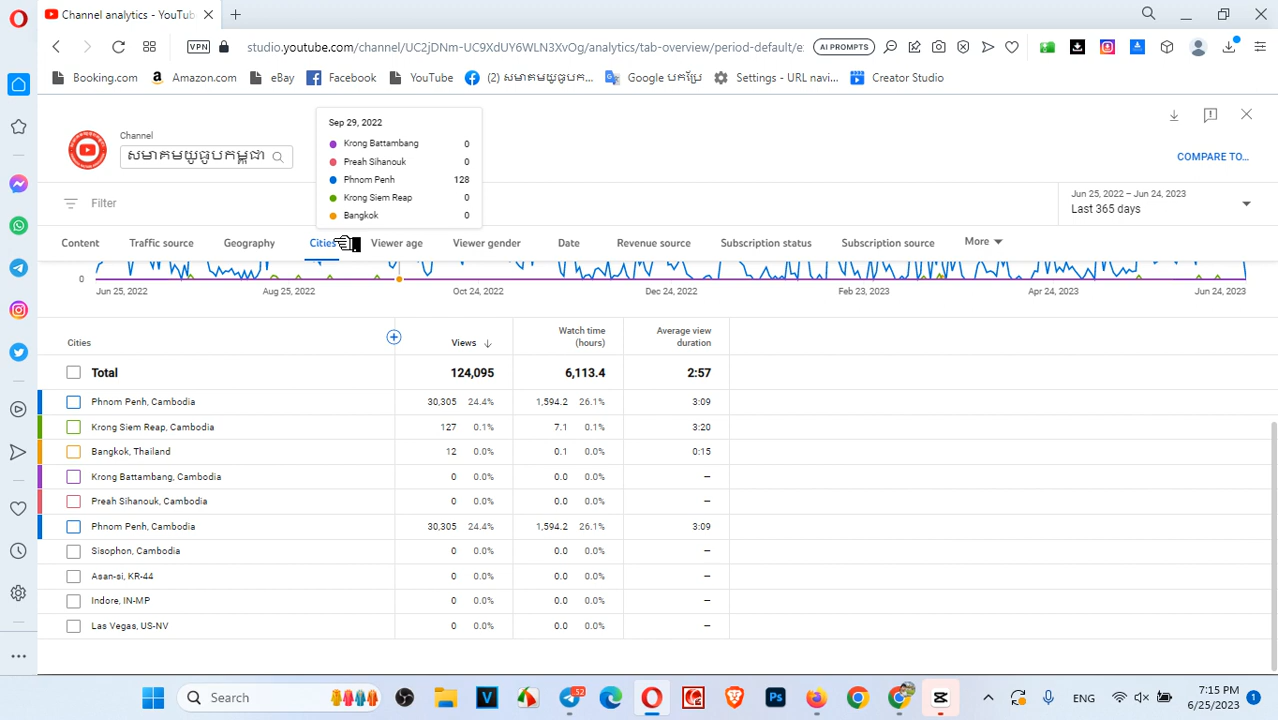 Channel analytics - YouTu
VPN studio.youtube.com/channel/UC2jDNm-UC9XdUY6WLN3XvOg/analytics/tab-overview/period-default/e AI PROMPTS
Booking.com Amazon.com eBay Facebook YouTube (2) សមាគមយូធូបក... Google បកប្រែ Settings - URL navi... Creator Studio
Sep 29, 2022
Krong Battambang 0
Preah Sihanouk 0
Phnom Penh 128
Krong Siem Reap 0
Bangkok 0
Channel
សមាគមយូធូបកម្ពុជា
COMPARE TO...
Filter
Jun 25, 2022 – Jun 24, 2023
Last 365 days
Content Traffic source Geography Cities Viewer age Viewer gender Date Revenue source Subscription status Subscription source More
0
Jun 25, 2022 Aug 25, 2022 Oct 24, 2022 Dec 24, 2022 Feb 23, 2023 Apr 24, 2023 Jun 24, 2023
Cities Views Watch time (hours) Average view duration
Total 124,095 6,113.4 2:57
Phnom Penh, Cambodia 30,305 24.4% 1,594.2 26.1% 3:09
Krong Siem Reap, Cambodia 127 0.1% 7.1 0.1% 3:20
Bangkok, Thailand 12 0.0% 0.1 0.0% 0:15
Krong Battambang, Cambodia 0 0.0% 0.0 0.0% –
Preah Sihanouk, Cambodia 0 0.0% 0.0 0.0% –
Phnom Penh, Cambodia 30,305 24.4% 1,594.2 26.1% 3:09
Sisophon, Cambodia 0 0.0% 0.0 0.0% –
Asan-si, KR-44 0 0.0% 0.0 0.0% –
Indore, IN-MP 0 0.0% 0.0 0.0% –
Las Vegas, US-NV 0 0.0% 0.0 0.0% –
Search 52 ENG 7:15 PM
6/25/2023 1